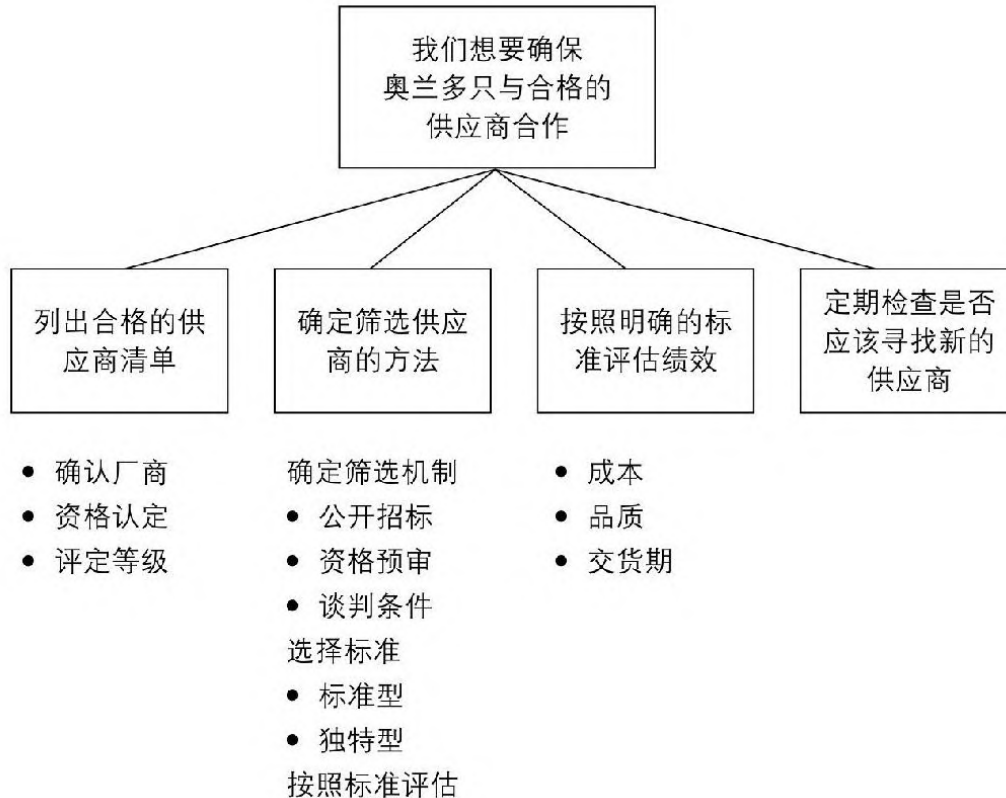 我们想要确保
奥兰多只与合格的
供应商合作
列出合格的供
应商清单
确定筛选供应
商的方法
按照明确的标
准评估绩效
定期检查是否
应该寻找新的
供应商
• 确认厂商
• 资格认定
• 评定等级
确定筛选机制
• 公开招标
• 资格预审
• 谈判条件
选择标准
• 标准型
• 独特型
按照标准评估
• 成本
• 品质
• 交货期